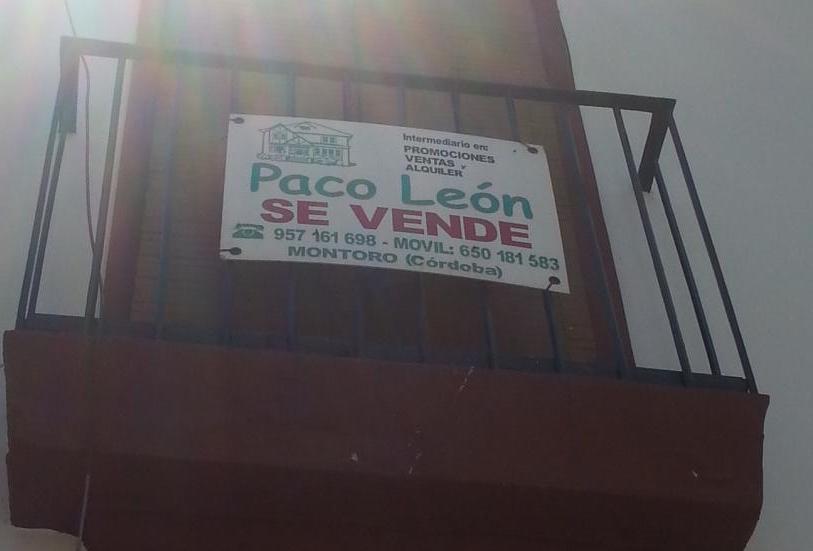 Intermediario en:
PROMOCIONES
VENTAS y
ALQUILER
Paco León
SE VENDE
957 161 698 - MOVIL: 650 181 583
MONTORO (Córdoba)